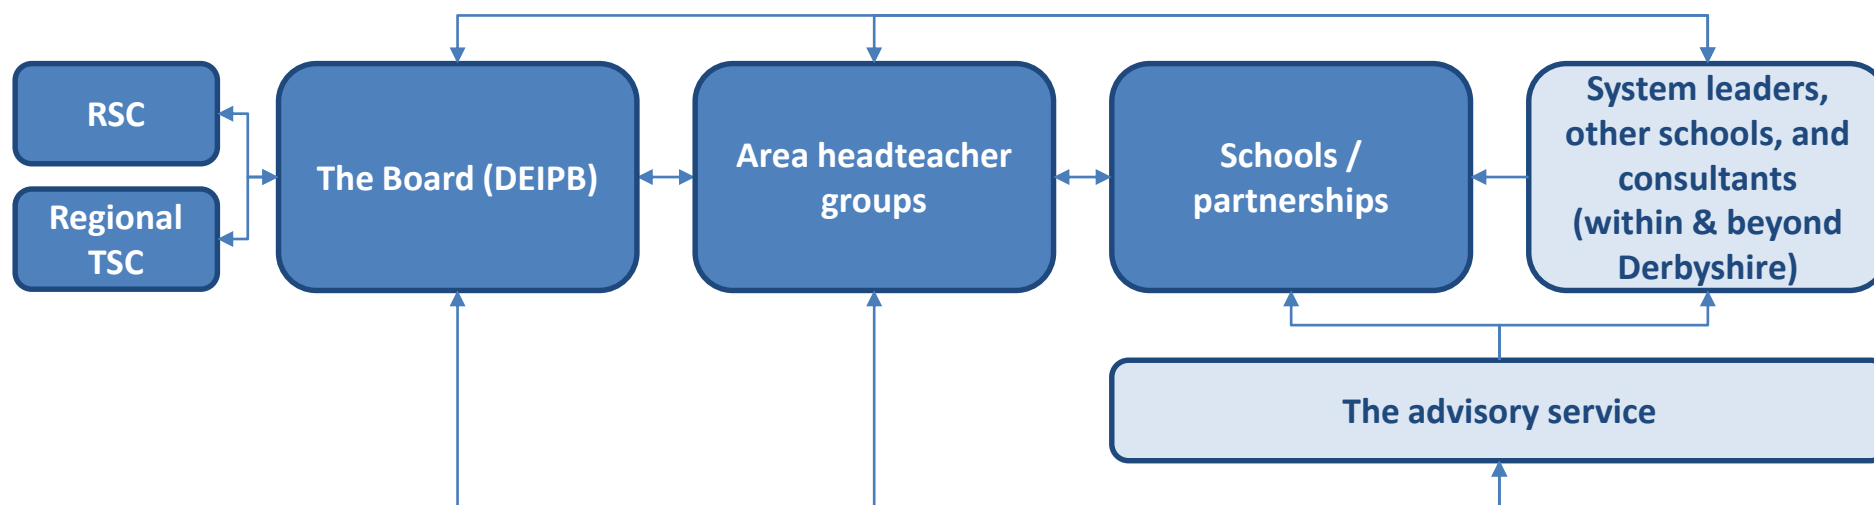 RSC
Regional
TSC
The Board (DEIPB)
Area headteacher
groups
Schools /
partnerships
System leaders,
other schools, and
consultants
(within & beyond
Derbyshire)
The advisory service